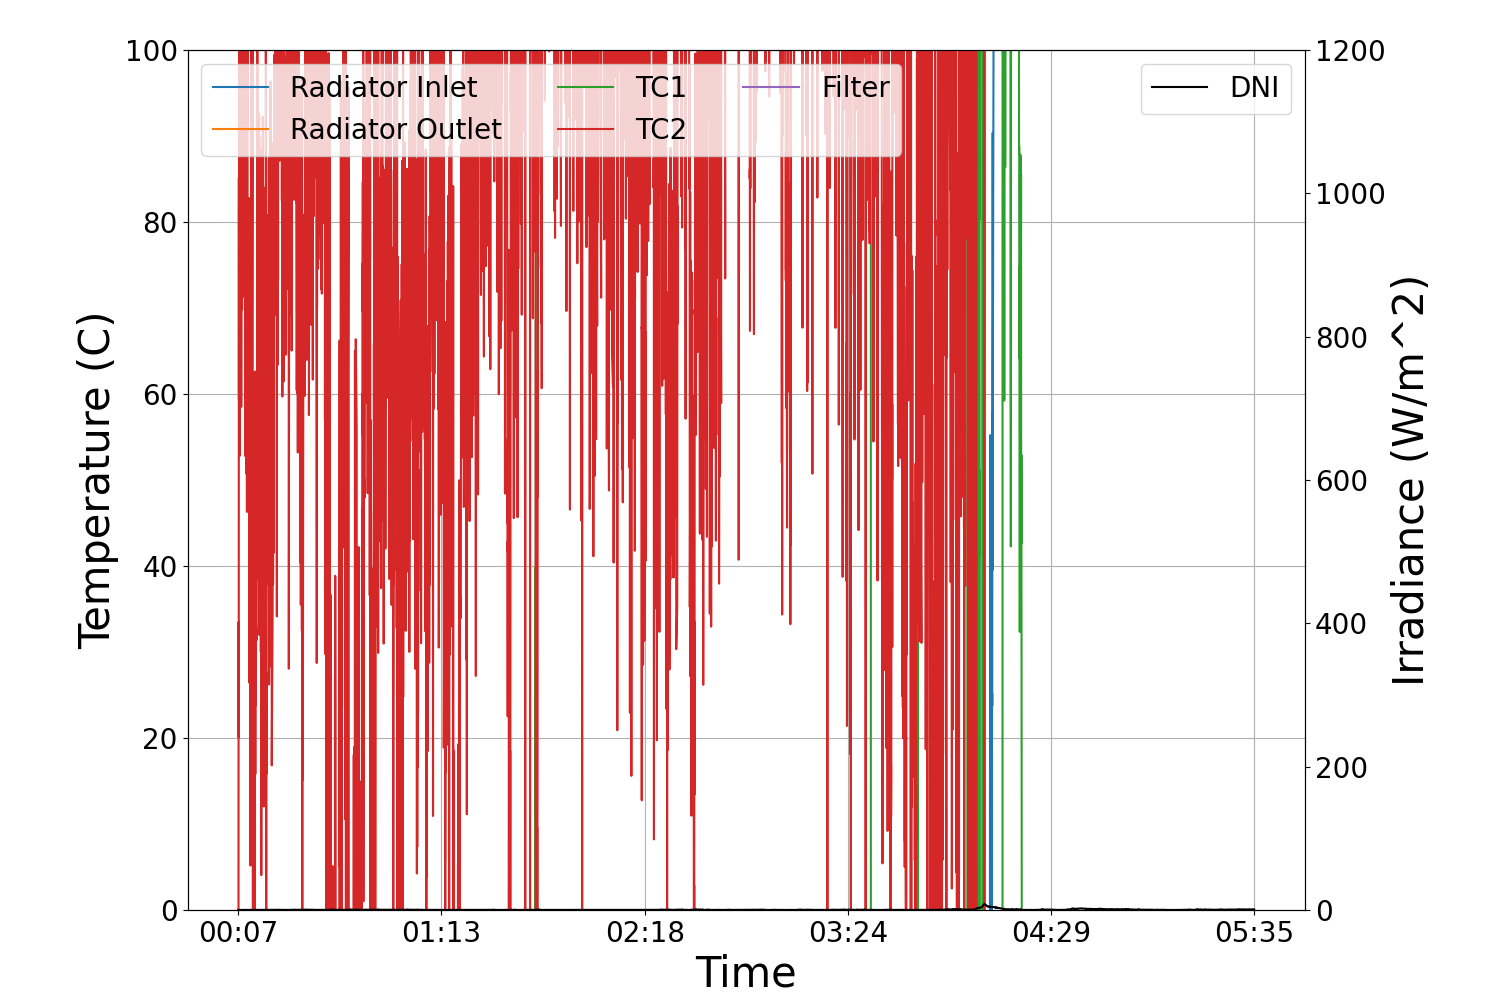 100
80
60
40
20
0
Temperature (C)
Radiator Inlet
Radiator Outlet
TC1
TC2
Filter
DNI
1200
1000
800
600
400
200
0
Irradiance (W/m^2)
00:07 01:13 02:18 03:24 04:29 05:35
Time